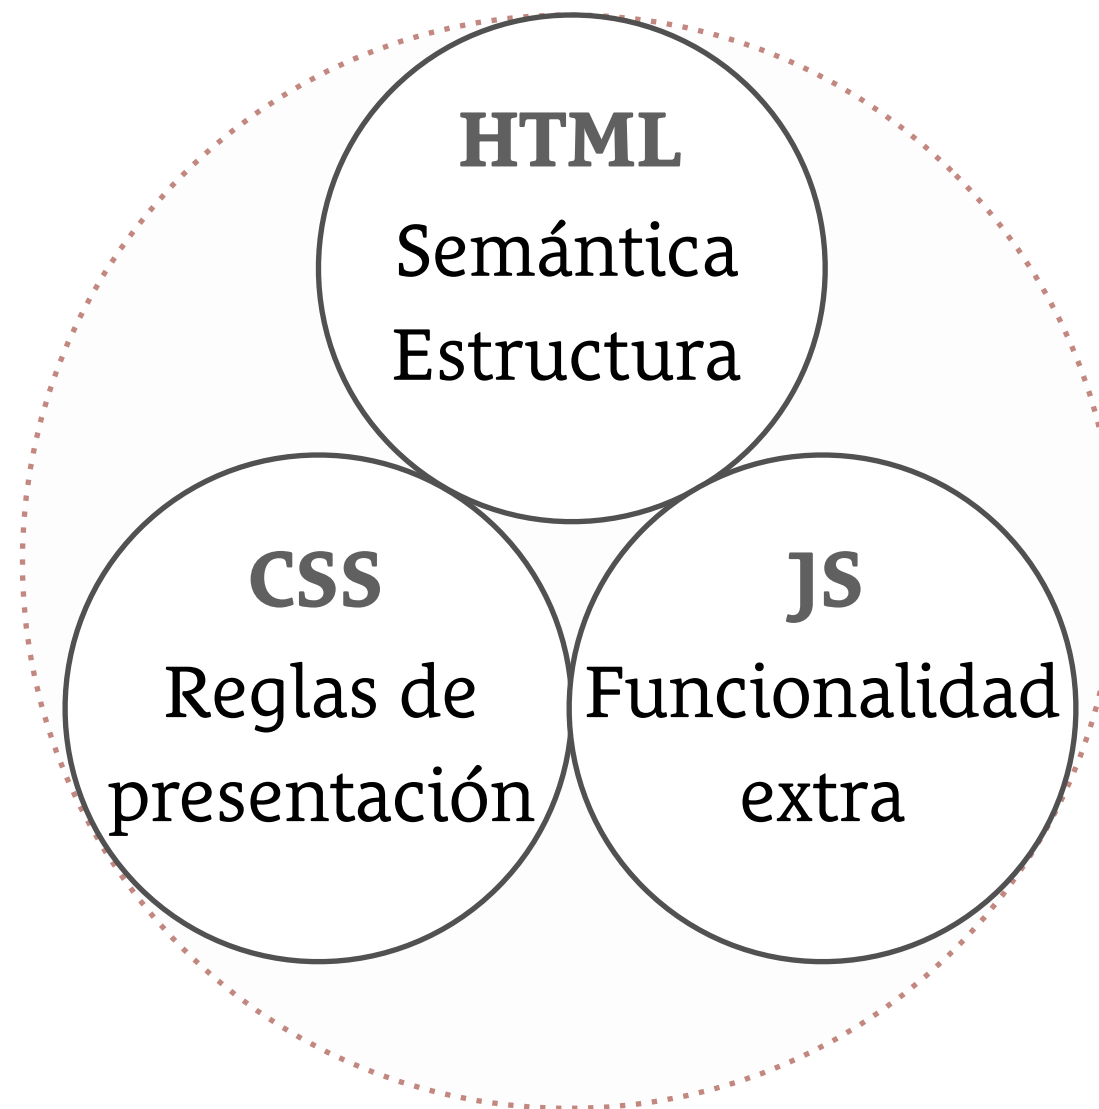 HTML
Semántica
Estructura
CSS
Reglas de
presentación
JS
Funcionalidad
extra